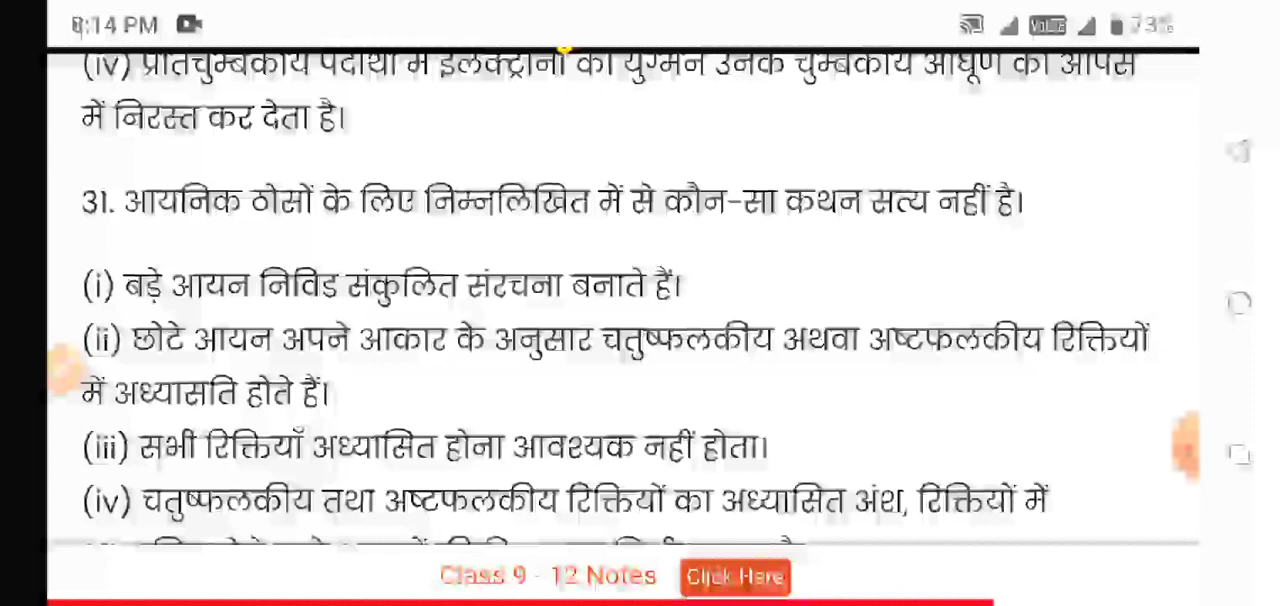 8:14 PM VoLTE 73%
(iv) प्रतिचुम्बकीय पदार्थों में इलेक्ट्रॉनों का युग्मन उनके चुम्बकीय आघूर्ण को आपस
में निरस्त कर देता है।
31. आयनिक ठोसों के लिए निम्नलिखित में से कौन-सा कथन सत्य नहीं है।
(i) बड़े आयन निविड संकुलित संरचना बनाते हैं।
(ii) छोटे आयन अपने आकार के अनुसार चतुष्फलकीय अथवा अष्टफलकीय रिक्तियों
में अध्यासति होते हैं।
(iii) सभी रिक्तियाँ अध्यासित होना आवश्यक नहीं होता।
(iv) चतुष्फलकीय तथा अष्टफलकीय रिक्तियों का अध्यासित अंश, रिक्तियों में
Class 9 - 12 Notes Click Here